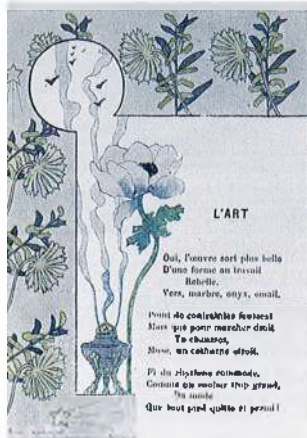 L'ART
Oui, l'œuvre sort plus belle
D'une forme au travail
Rebelle,
Vers, marbre, onyx, émail.
Point de contraintes fausses!
Mais que pour marcher droit
Tu chausses,
Muse, un cothurne étroit.
Fi du rhythme commode,
Comme un soulier trop grand,
Du mode
Que tout pied quitte et prend!